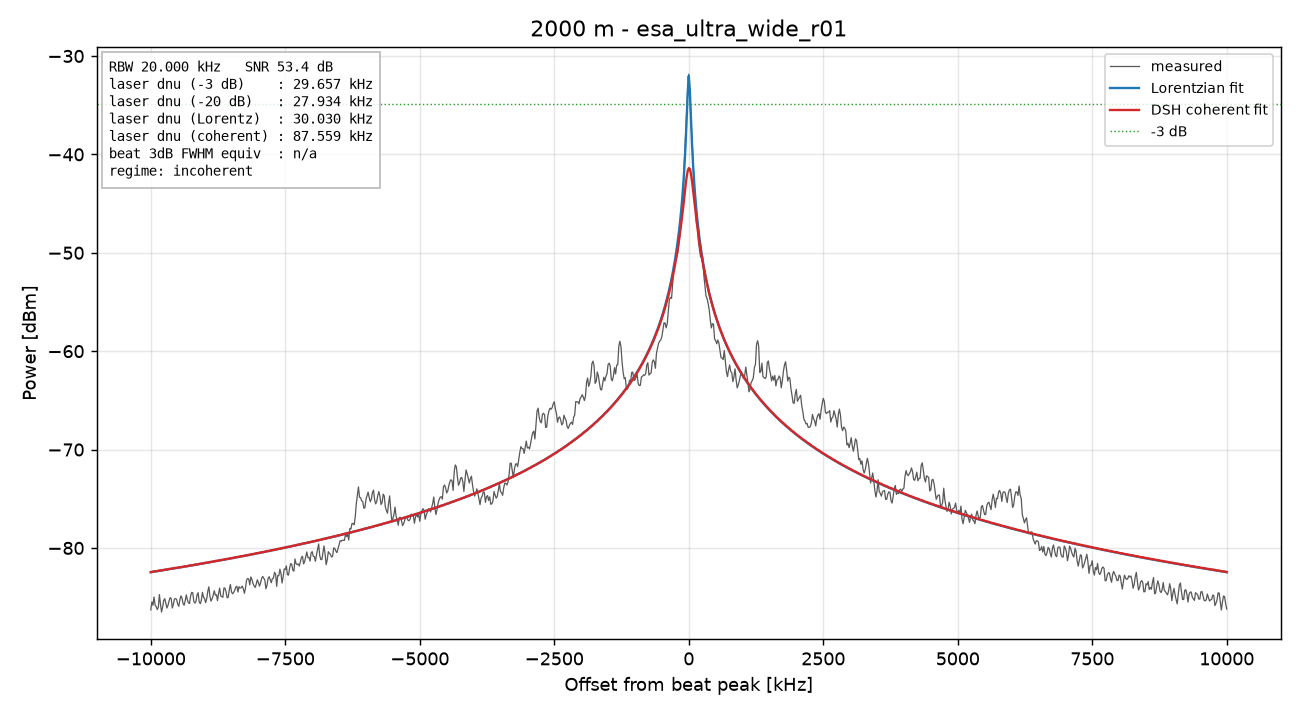 2000 m - esa_ultra_wide_r01
RBW 20.000 kHz   SNR 53.4 dB
laser dnu (-3 dB)    : 29.657 kHz
laser dnu (-20 dB)   : 27.934 kHz
laser dnu (Lorentz)  : 30.030 kHz
laser dnu (coherent) : 87.559 kHz
beat 3dB FWHM equiv  : n/a
regime: incoherent
measured
Lorentzian fit
DSH coherent fit
-3 dB
Power [dBm]
−30
−40
−50
−60
−70
−80
−10000
−7500
−5000
−2500
0
2500
5000
7500
10000
Offset from beat peak [kHz]